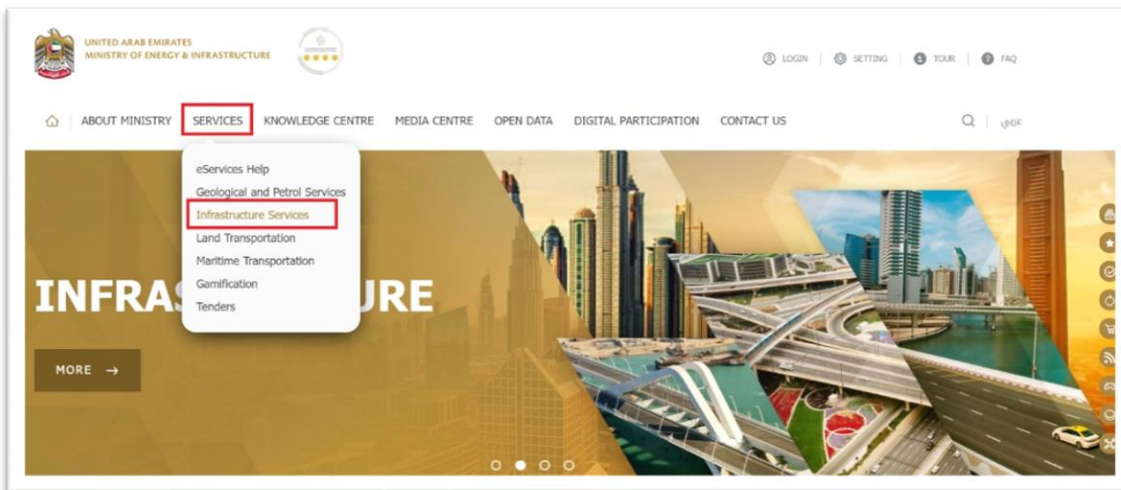 UNITED ARAB EMIRATES
MINISTRY OF ENERGY & INFRASTRUCTURE
LOGIN
SETTING
TOUR
FAQ
ABOUT MINISTRY
SERVICES
KNOWLEDGE CENTRE
MEDIA CENTRE
OPEN DATA
DIGITAL PARTICIPATION
CONTACT US
عربي
eServices Help
Geological and Petrol Services
Infrastructure Services
Land Transportation
Maritime Transportation
Gamification
Tenders
INFRAS URE
MORE →